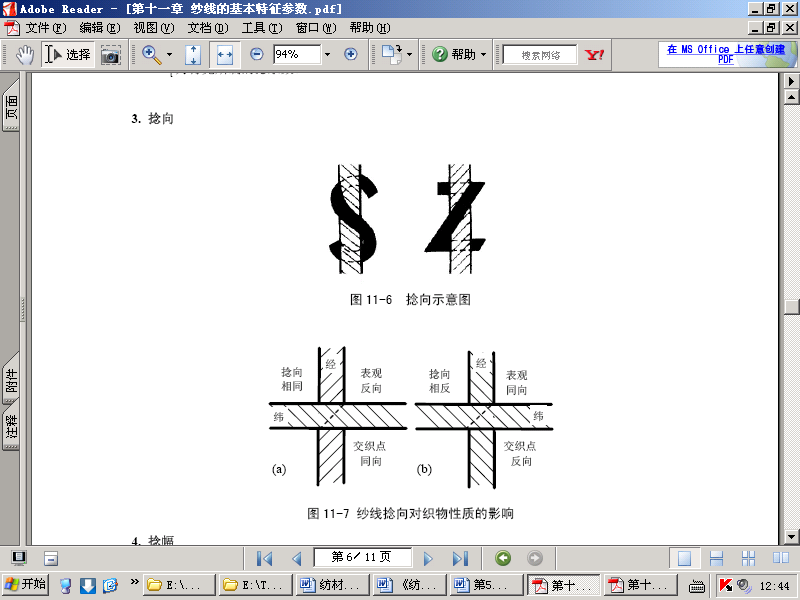 Adobe Reader - [第十一章 纱线的基本特征参数.pdf]
文件(F) 编辑(E) 视图(V) 文档(D) 工具(T) 窗口(W) 帮助(H)
选择 94% 帮助 搜索网络 Y!
在 MS Office 上任意创建
PDF
页面
附件
注释
3. 捻向
S Z
图 11-6 捻向示意图
捻向
相同
经
表观
反向
纬
交织点
同向
(a)
捻向
相反
经
表观
同向
纬
交织点
反向
(b)
图 11-7 纱线捻向对织物性质的影响
4. 捻幅
第 6 / 11 页
开始 » E:\... E:\T... 纺材... 《纺... 第5... 第十... 第十... 12:44